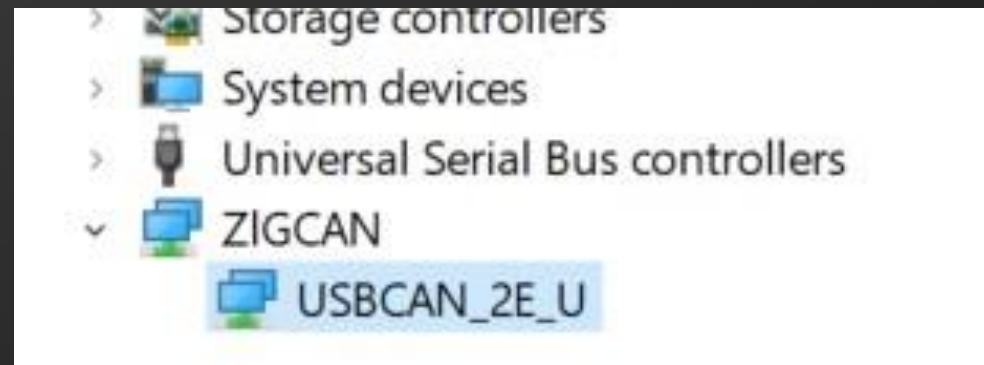 Storage controllers
System devices
Universal Serial Bus controllers
ZIGCAN
USBCAN_2E_U